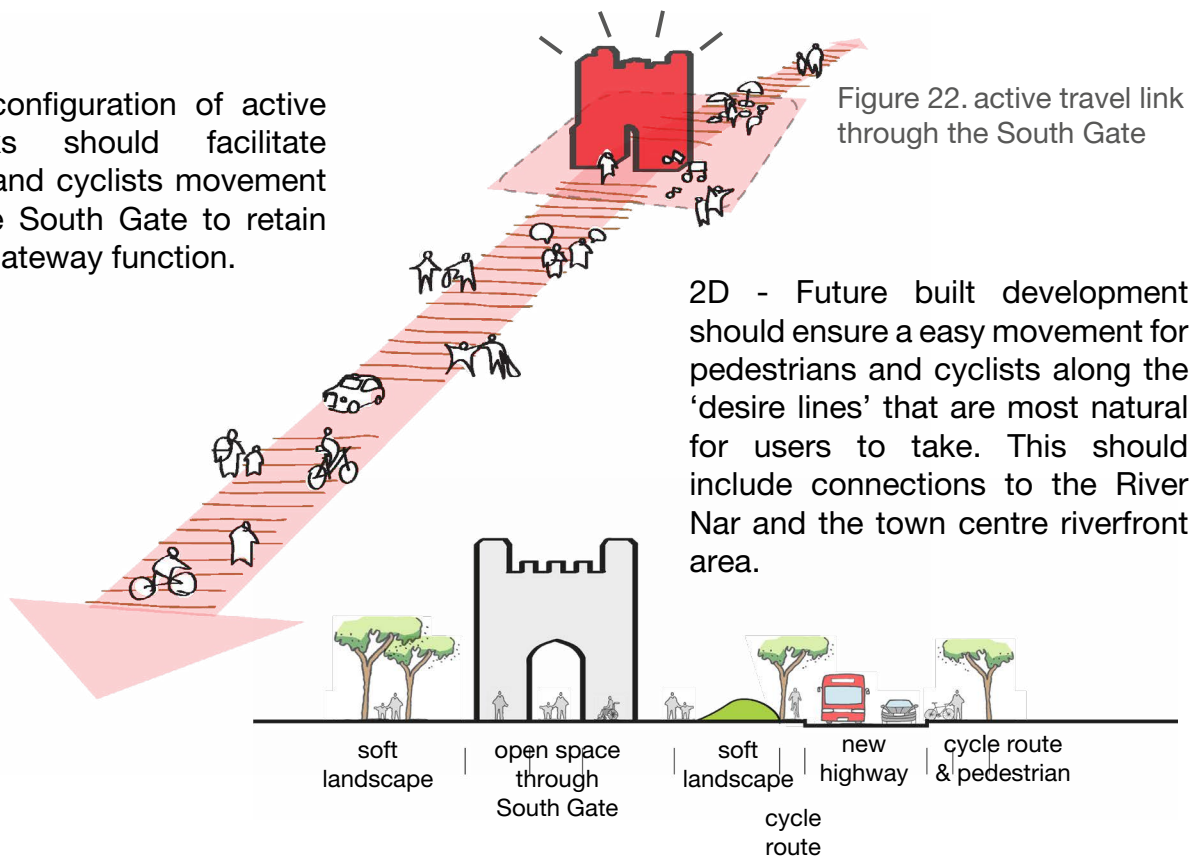 configuration of active
should facilitate
and cyclists movement
South Gate to retain
gateway function.
Figure 22. active travel link
through the South Gate
2D - Future built development
should ensure a easy movement for
pedestrians and cyclists along the
‘desire lines’ that are most natural
for users to take. This should
include connections to the River
Nar and the town centre riverfront
area.
soft
landscape
open space
through
South Gate
soft
landscape
cycle
route
new
highway
cycle route
& pedestrian